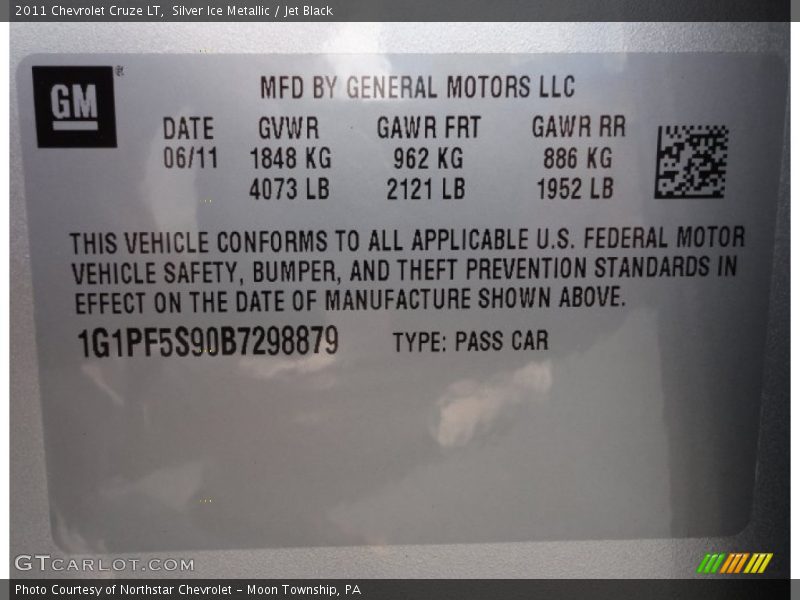 2011 Chevrolet Cruze LT,  Silver Ice Metallic / Jet Black
GM ®
MFD BY GENERAL MOTORS LLC
DATE GVWR GAWR FRT GAWR RR
06/11 1848 KG 962 KG 886 KG
4073 LB 2121 LB 1952 LB
THIS VEHICLE CONFORMS TO ALL APPLICABLE U.S. FEDERAL MOTOR
VEHICLE SAFETY, BUMPER, AND THEFT PREVENTION STANDARDS IN
EFFECT ON THE DATE OF MANUFACTURE SHOWN ABOVE.
1G1PF5S90B7298879 TYPE: PASS CAR
GTCARLOT.COM
Photo Courtesy of Northstar Chevrolet - Moon Township, PA